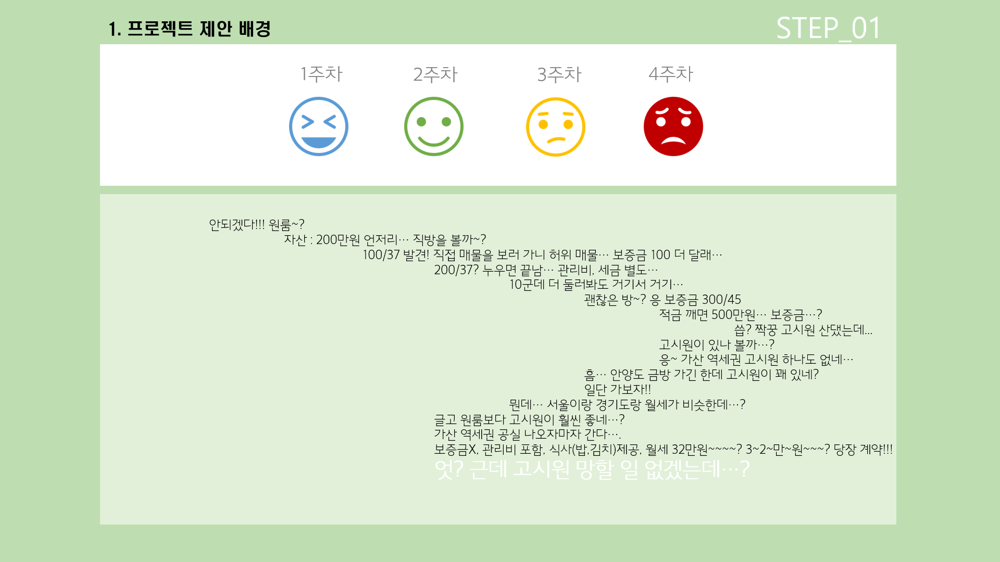 1. 프로젝트 제안 배경
STEP_01
1주차
2주차
3주차
4주차
안되겠다!!! 원룸~?
자산 : 200만원 언저리… 직방을 볼까~?
100/37 발견! 직접 매물을 보러 가니 허위 매물… 보증금 100 더 달래…
200/37? 누우면 끝남… 관리비, 세금 별도…
10군데 더 둘러봐도 거기서 거기…
괜찮은 방~? 응 보증금 300/45
적금 깨면 500만원… 보증금…?
씁? 짝꿍 고시원 산댔는데...
고시원이 있나 볼까…?
응~ 가산 역세권 고시원 하나도 없네…
흠… 안양도 금방 가긴 한데 고시원이 꽤 있네?
일단 가보자!!
뭔데… 서울이랑 경기도랑 월세가 비슷한데…?
글고 원룸보다 고시원이 훨씬 좋네…?
가산 역세권 공실 나오자마자 간다….
보증금X, 관리비 포함, 식사(밥,김치)제공, 월세 32만원~~~~? 3~2~만~원~~~? 당장 계약!!!
엇? 근데 고시원 망할 일 없겠는데…?